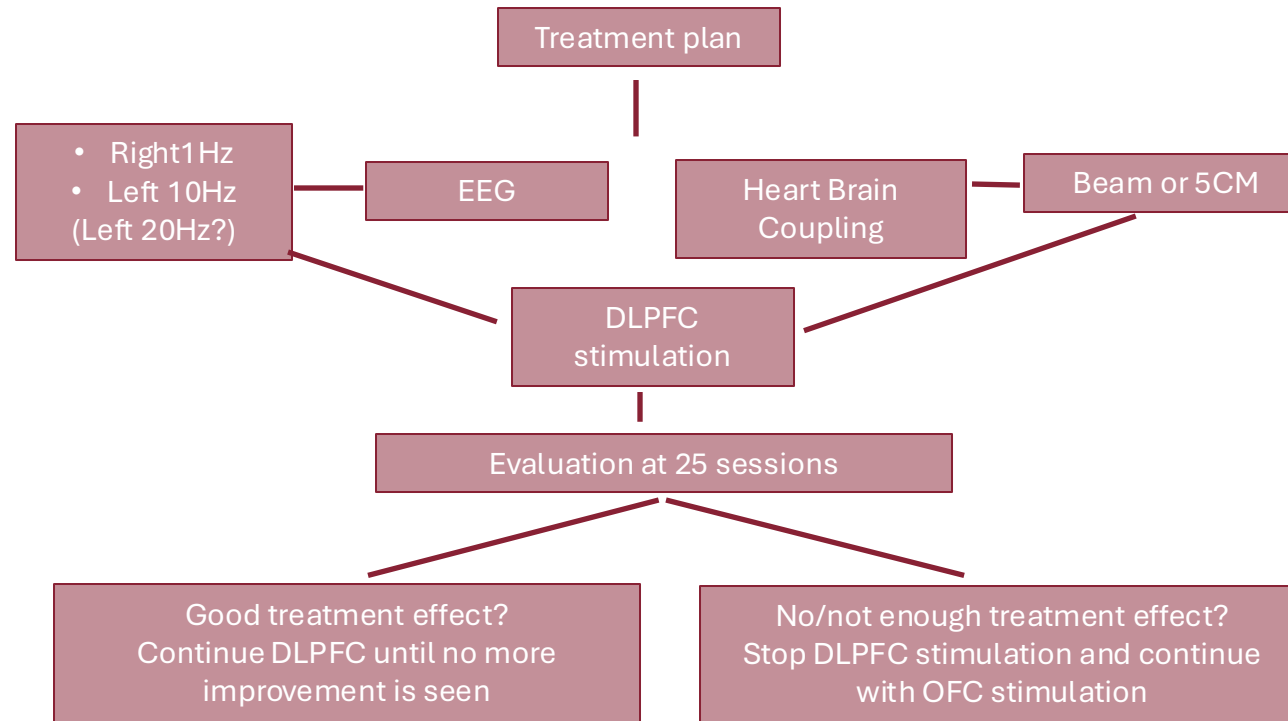 Treatment plan
• Right1Hz
• Left 10Hz
(Left 20Hz?)
EEG
Heart Brain
Coupling
Beam or 5CM
DLPFC
stimulation
Evaluation at 25 sessions
Good treatment effect?
Continue DLPFC until no more
improvement is seen
No/not enough treatment effect?
Stop DLPFC stimulation and continue
with OFC stimulation